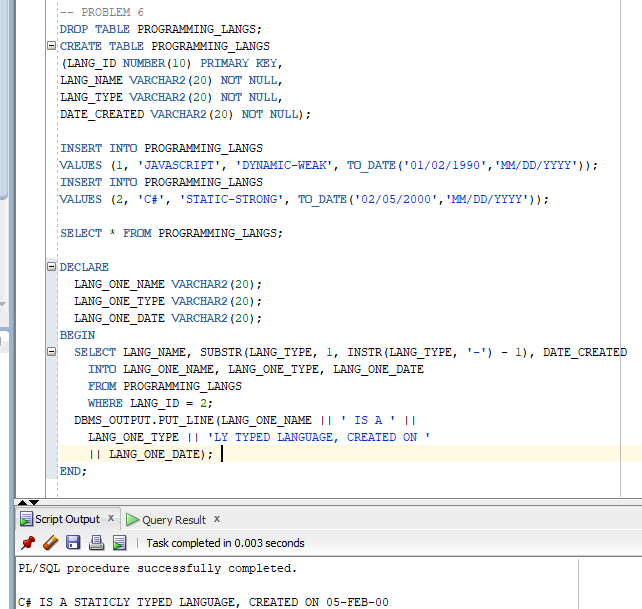 -- PROBLEM 6
DROP TABLE PROGRAMMING_LANGS;
CREATE TABLE PROGRAMMING_LANGS
(LANG_ID NUMBER(10) PRIMARY KEY,
LANG_NAME VARCHAR2(20) NOT NULL,
LANG_TYPE VARCHAR2(20) NOT NULL,
DATE_CREATED VARCHAR2(20) NOT NULL);
INSERT INTO PROGRAMMING_LANGS
VALUES (1, 'JAVASCRIPT', 'DYNAMIC-WEAK', TO_DATE('01/02/1990','MM/DD/YYYY'));
INSERT INTO PROGRAMMING_LANGS
VALUES (2, 'C#', 'STATIC-STRONG', TO_DATE('02/05/2000','MM/DD/YYYY'));
SELECT * FROM PROGRAMMING_LANGS;
DECLARE
LANG_ONE_NAME VARCHAR2(20);
LANG_ONE_TYPE VARCHAR2(20);
LANG_ONE_DATE VARCHAR2(20);
BEGIN
SELECT LANG_NAME, SUBSTR(LANG_TYPE, 1, INSTR(LANG_TYPE, '-') - 1), DATE_CREATED
INTO LANG_ONE_NAME, LANG_ONE_TYPE, LANG_ONE_DATE
FROM PROGRAMMING_LANGS
WHERE LANG_ID = 2;
DBMS_OUTPUT.PUT_LINE(LANG_ONE_NAME || ' IS A ' ||
LANG_ONE_TYPE || 'LY TYPED LANGUAGE, CREATED ON '
|| LANG_ONE_DATE);
END;
Script Output x Query Result x
Task completed in 0.003 seconds
PL/SQL procedure successfully completed.
C# IS A STATICLY TYPED LANGUAGE, CREATED ON 05-FEB-00